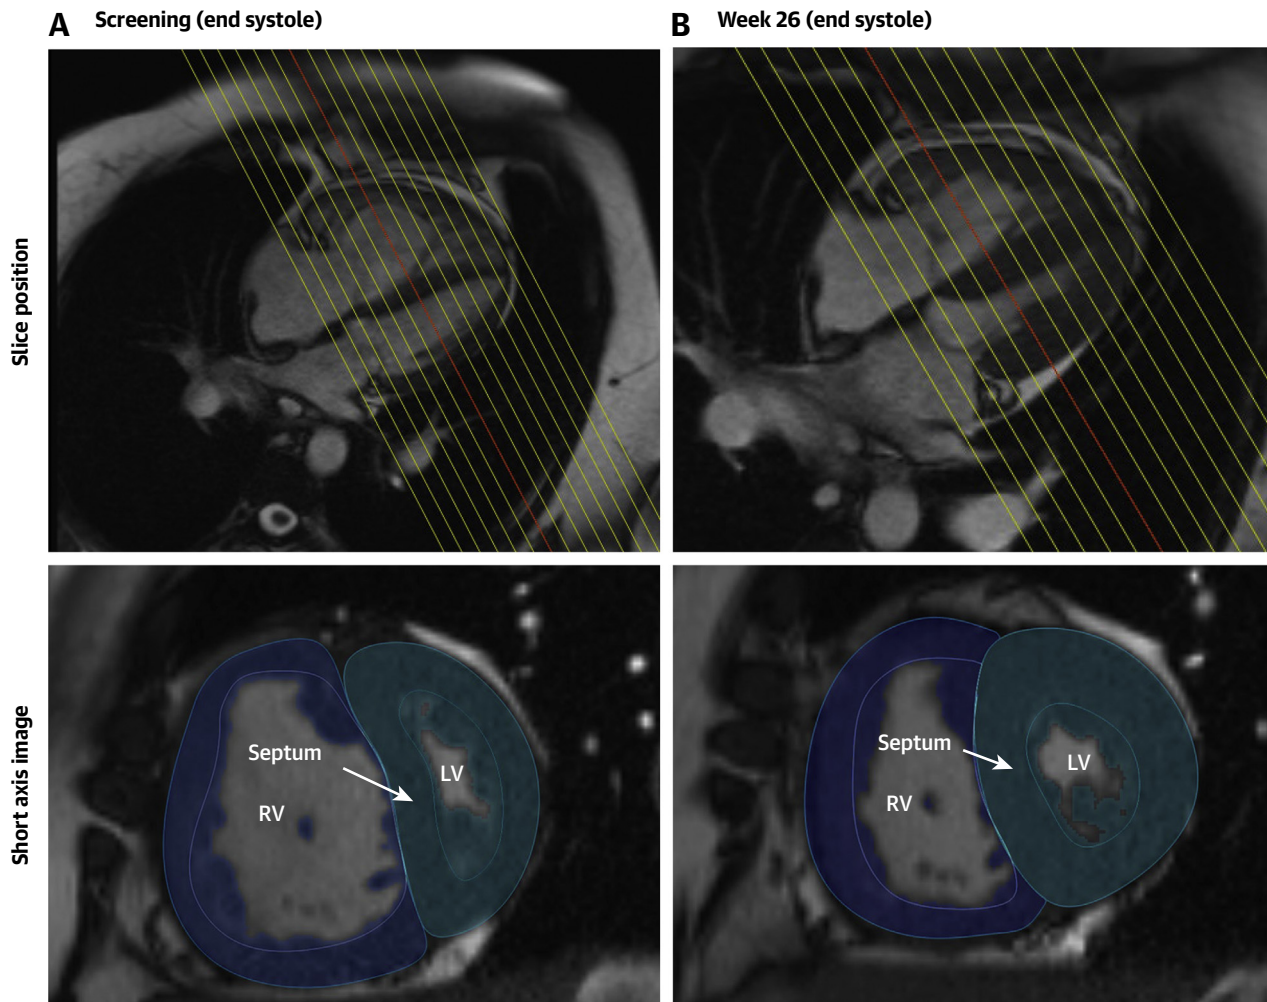 A Screening (end systole)
B Week 26 (end systole)
Slice position
Short axis image
Septum
LV
RV
Septum
LV
RV